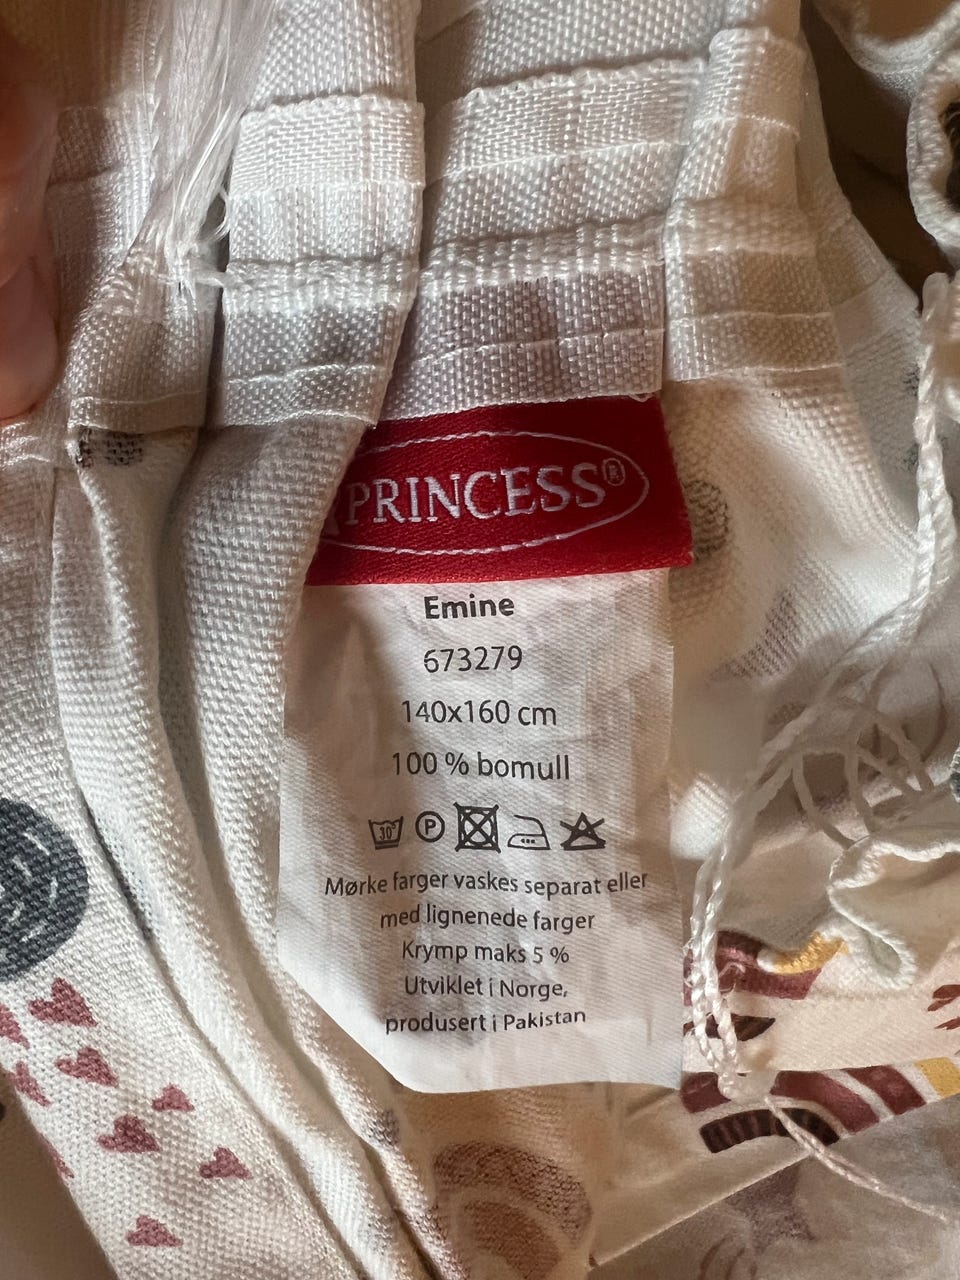 PRINCESS®
Emine
673279
140x160 cm
100 % bomull
30° P
Mørke farger vaskes separat eller
med lignenede farger
Krymp maks 5 %
Utviklet i Norge,
produsert i Pakistan